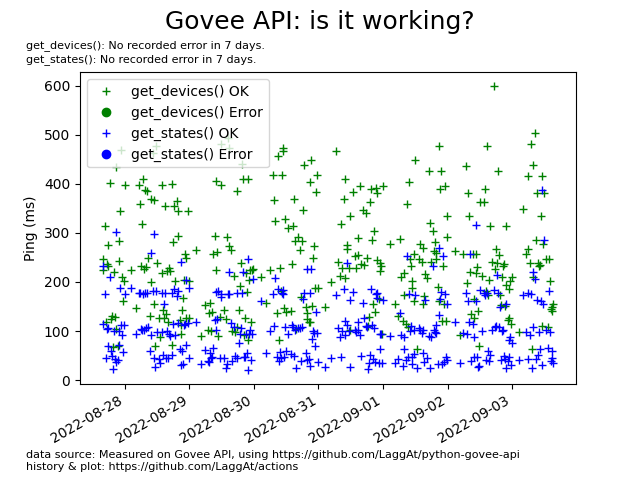 Govee API: is it working?
get_devices(): No recorded error in 7 days.
get_states(): No recorded error in 7 days.
get_devices() OK
get_devices() Error
get_states() OK
get_states() Error
Ping (ms)
600
500
400
300
200
100
0
2022-08-28
2022-08-29
2022-08-30
2022-08-31
2022-09-01
2022-09-02
2022-09-03
data source: Measured on Govee API, using https://github.com/LaggAt/python-govee-api
history & plot: https://github.com/LaggAt/actions